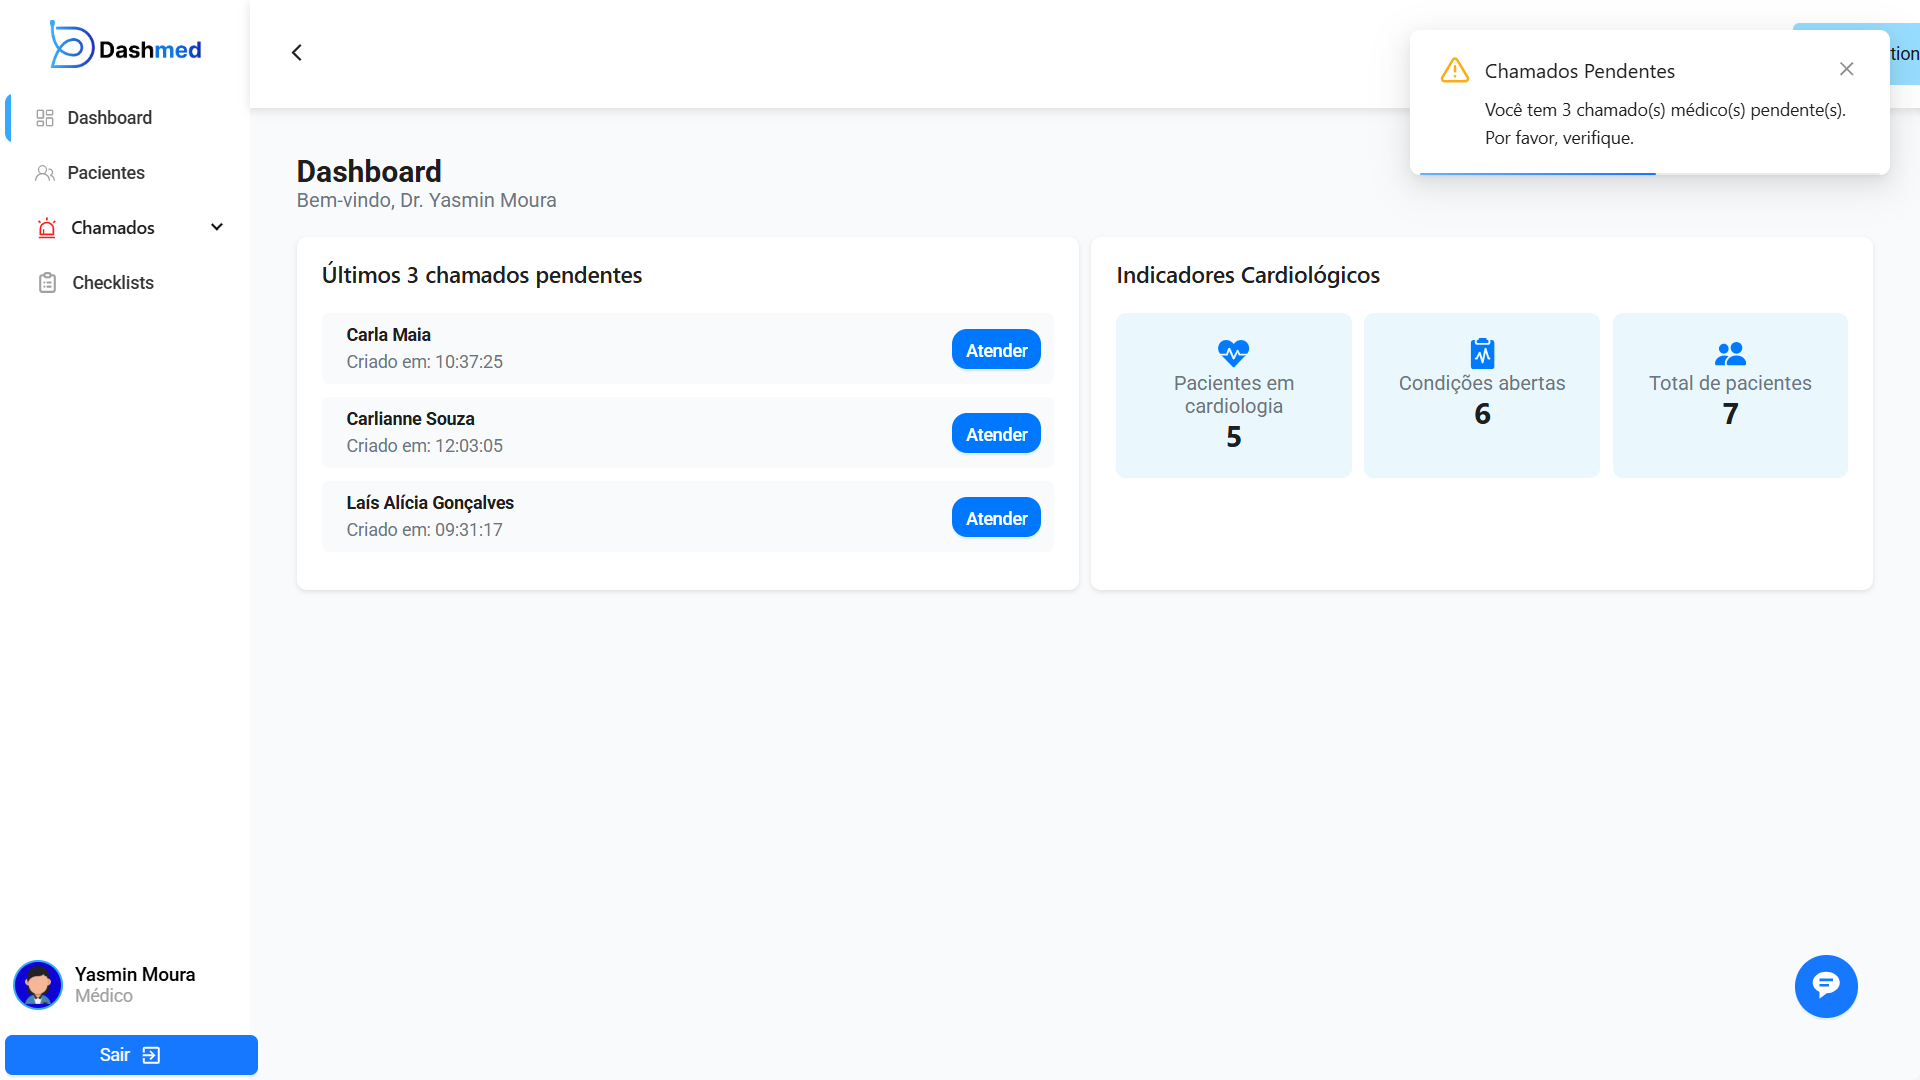 Dashmed
Dashboard
Pacientes
Chamados
Checklists
Yasmin Moura
Médico
Sair
Chamados Pendentes
Você tem 3 chamado(s) médico(s) pendente(s).
Por favor, verifique.
Dashboard
Bem-vindo, Dr. Yasmin Moura
Últimos 3 chamados pendentes
Carla Maia
Criado em: 10:37:25
Atender
Carlianne Souza
Criado em: 12:03:05
Atender
Laís Alícia Gonçalves
Criado em: 09:31:17
Atender
Indicadores Cardiológicos
Pacientes em
cardiologia
5
Condições abertas
6
Total de pacientes
7